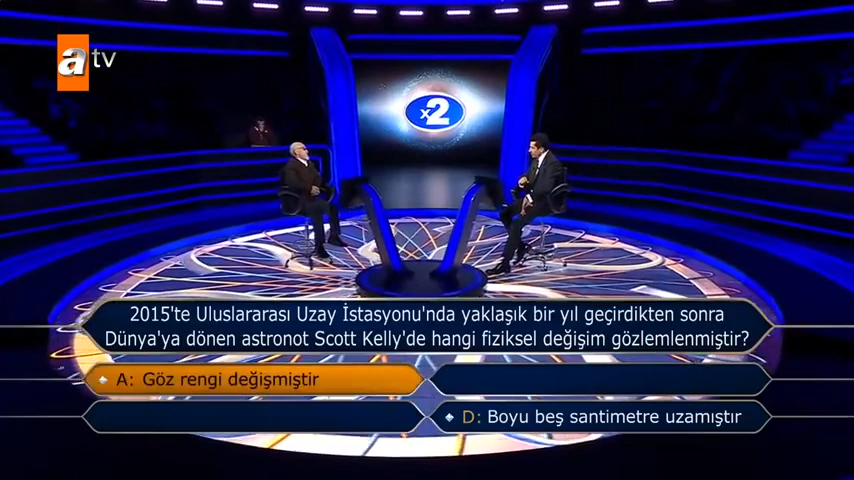 atv
x2
2015'te Uluslararası Uzay İstasyonu'nda yaklaşık bir yıl geçirdikten sonra
Dünya'ya dönen astronot Scott Kelly'de hangi fiziksel değişim gözlemlenmiştir?
A: Göz rengi değişmiştir
D: Boyu beş santimetre uzamıştır